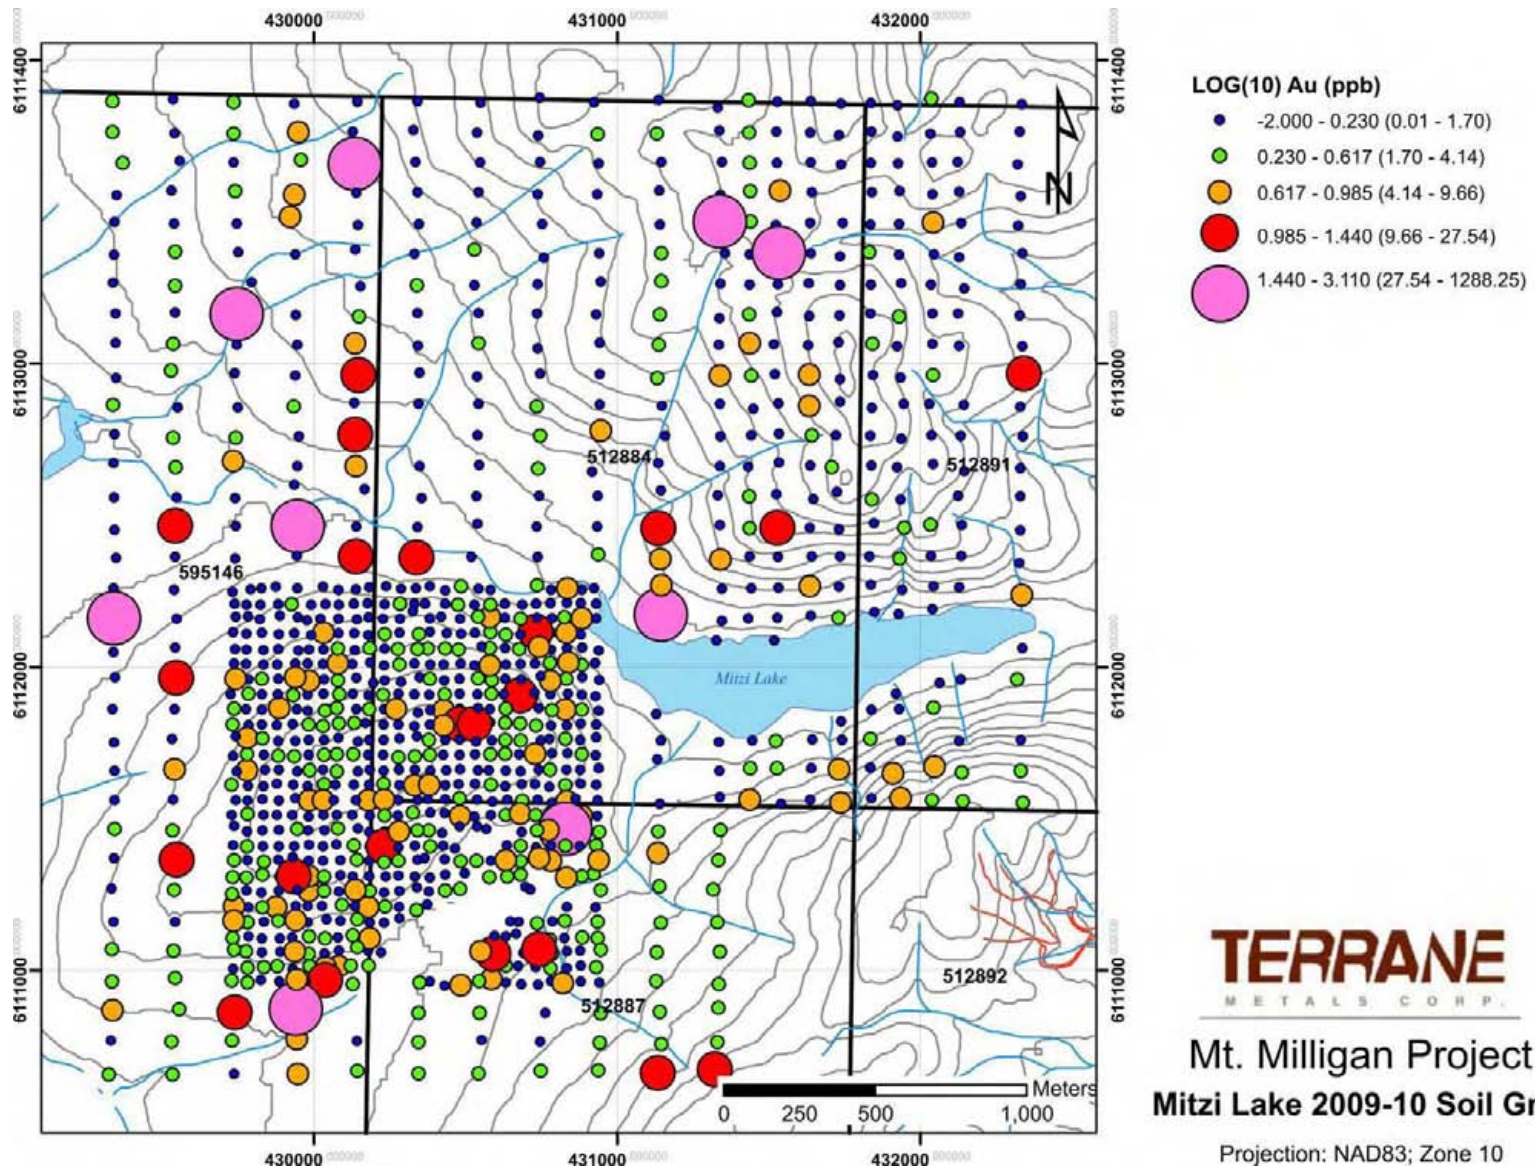 430000 431000 432000
6111400 6111400
LOG(10) Au (ppb)
-2.000 - 0.230 (0.01 - 1.70)
0.230 - 0.617 (1.70 - 4.14)
0.617 - 0.985 (4.14 - 9.66)
0.985 - 1.440 (9.66 - 27.54)
1.440 - 3.110 (27.54 - 1288.25)
N
6113000 6113000
512884
512891
595146
6112000 6112000
Mitzi Lake
6111000 6111000
512892
512887
TERRANE
METALS CORP.
Mt. Milligan Project
Meters
0 250 500 1,000
Mitzi Lake 2009-10 Soil Gr
Projection: NAD83; Zone 10
430000 431000 432000